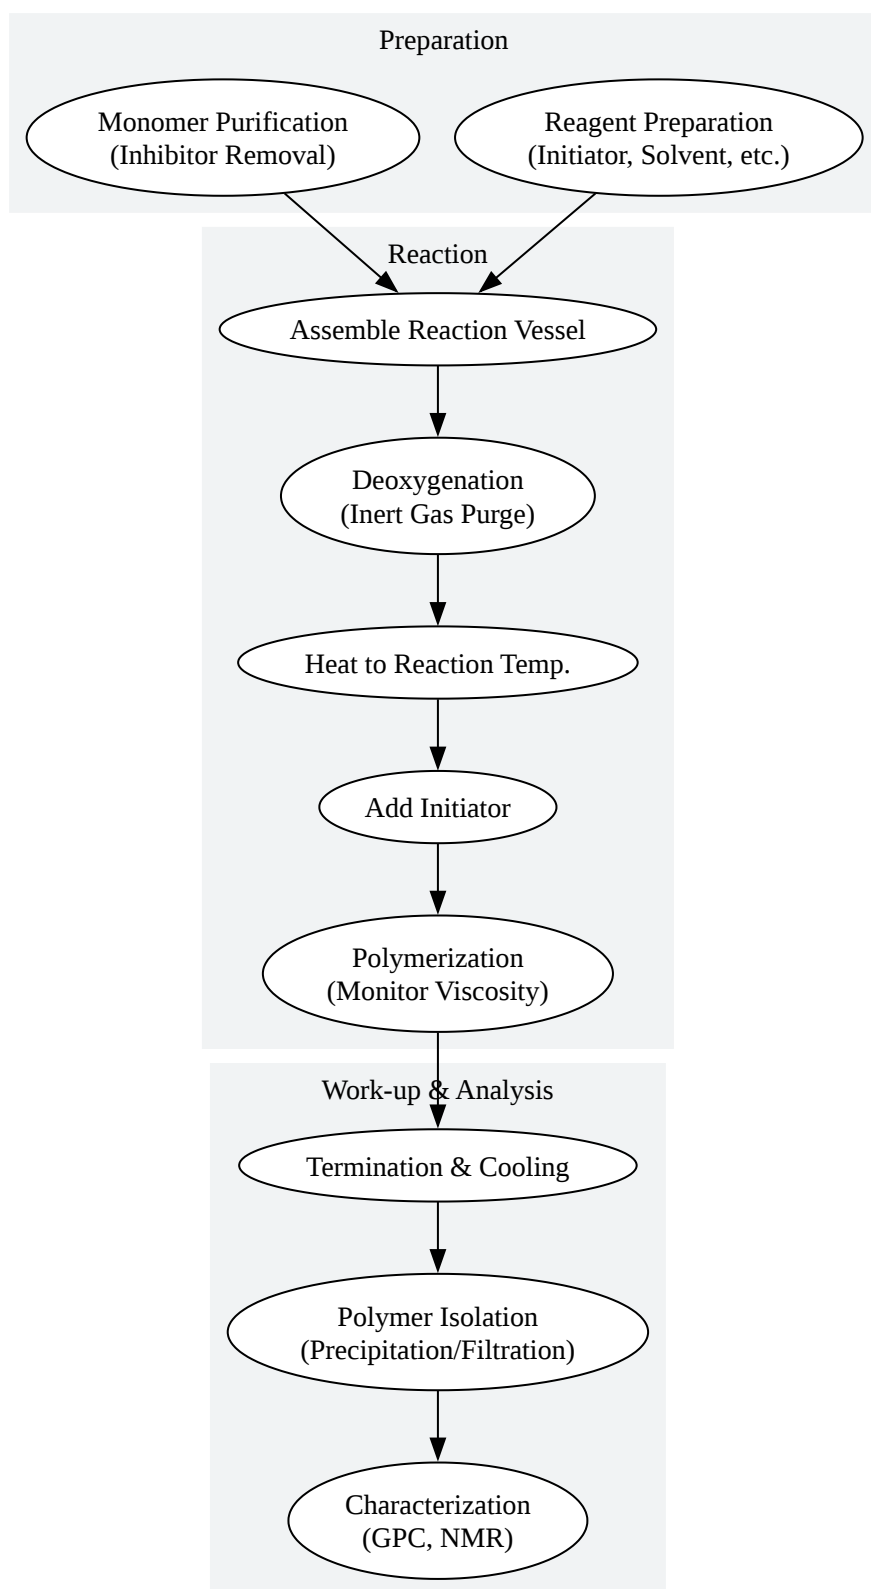 Preparation
Monomer Purification
(Inhibitor Removal)
Reagent Preparation
(Initiator, Solvent, etc.)
Reaction
Assemble Reaction Vessel
Deoxygenation
(Inert Gas Purge)
Heat to Reaction Temp.
Add Initiator
Polymerization
(Monitor Viscosity)
Work-up & Analysis
Termination & Cooling
Polymer Isolation
(Precipitation/Filtration)
Characterization
(GPC, NMR)